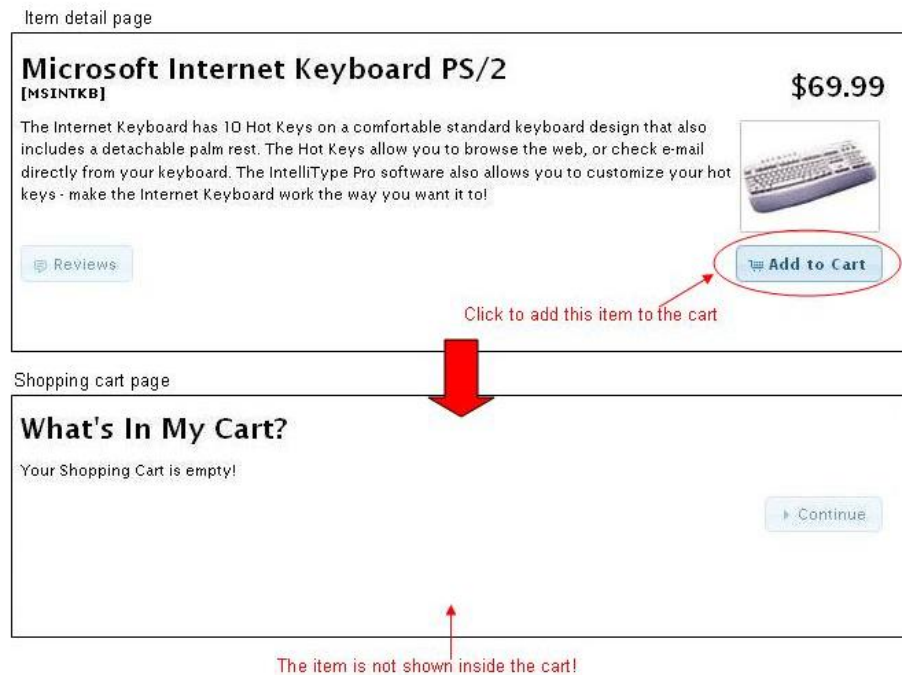 Item detail page
Microsoft Internet Keyboard PS/2
[MSINTKB]
$69.99
The Internet Keyboard has 10 Hot Keys on a comfortable standard keyboard design that also
includes a detachable palm rest. The Hot Keys allow you to browse the web, or check e-mail
directly from your keyboard. The IntelliType Pro software also allows you to customize your hot
keys - make the Internet Keyboard work the way you want it to!
Reviews
Add to Cart
Click to add this item to the cart
Shopping cart page
What's In My Cart?
Your Shopping Cart is empty!
Continue
The item is not shown inside the cart!